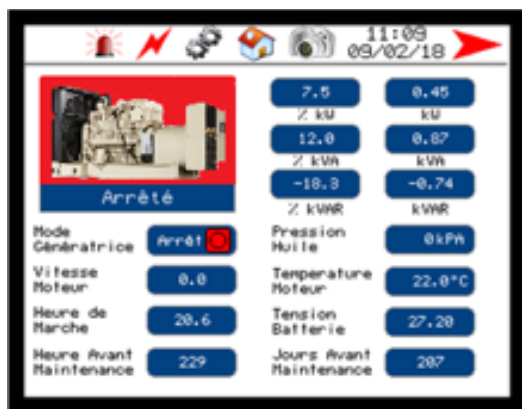 11:09
09/02/18
Arrêté
7.5
% kW
0.45
kW
12.0
% kVA
0.87
kVA
-18.3
% kVAR
-0.74
kVAR
Mode
Génératrice
Arrêt
Vitesse
Moteur
0.0
Heure de
Marche
20.6
Heure Avant
Maintenance
229
Pression
Huile
0kPA
Temperature
Moteur
22.0°C
Tension
Batterie
27.20
Jours Avant
Maintenance
207